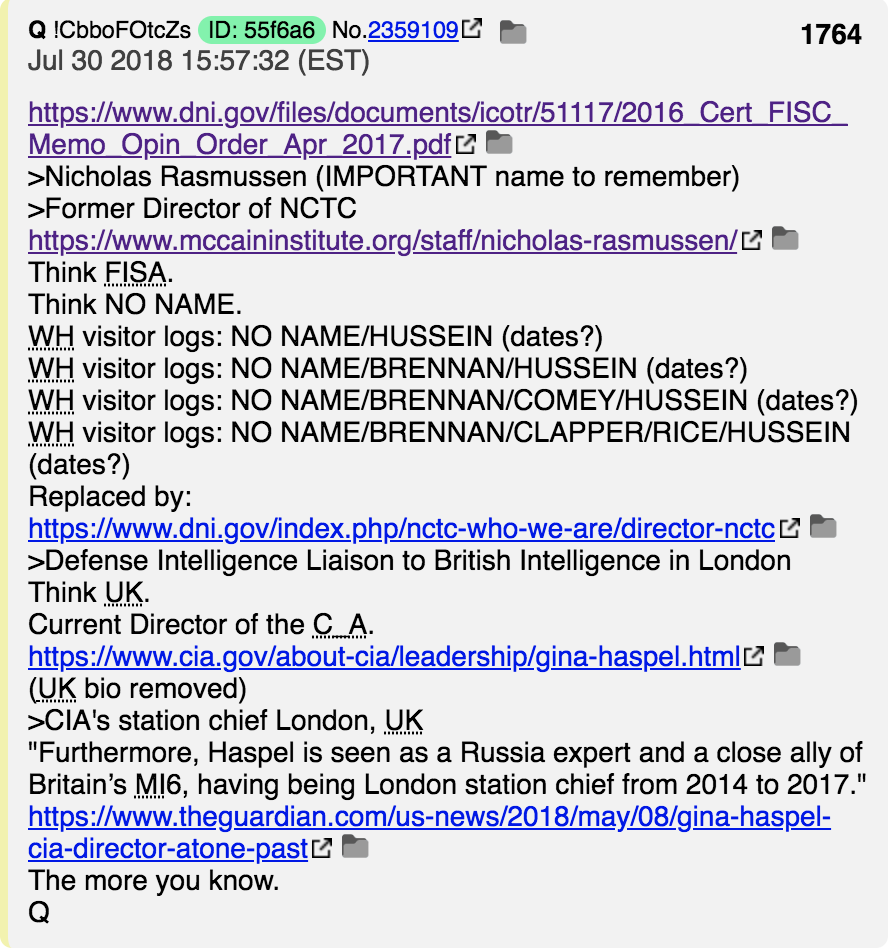 Q !CbboFOtcZs ID: 55f6a6 No.2359109 1764
Jul 30 2018 15:57:32 (EST)
https://www.dni.gov/files/documents/icotr/51117/2016_Cert_FISC_
Memo_Opin_Order_Apr_2017.pdf
>Nicholas Rasmussen (IMPORTANT name to remember)
>Former Director of NCTC
https://www.mccaininstitute.org/staff/nicholas-rasmussen/
Think FISA.
Think NO NAME.
WH visitor logs: NO NAME/HUSSEIN (dates?)
WH visitor logs: NO NAME/BRENNAN/HUSSEIN (dates?)
WH visitor logs: NO NAME/BRENNAN/COMEY/HUSSEIN (dates?)
WH visitor logs: NO NAME/BRENNAN/CLAPPER/RICE/HUSSEIN
(dates?)
Replaced by:
https://www.dni.gov/index.php/nctc-who-we-are/director-nctc
>Defense Intelligence Liaison to British Intelligence in London
Think UK.
Current Director of the C_A.
https://www.cia.gov/about-cia/leadership/gina-haspel.html
(UK bio removed)
>CIA's station chief London, UK
"Furthermore, Haspel is seen as a Russia expert and a close ally of
Britain’s MI6, having being London station chief from 2014 to 2017."
https://www.theguardian.com/us-news/2018/may/08/gina-haspel-
cia-director-atone-past
The more you know.
Q